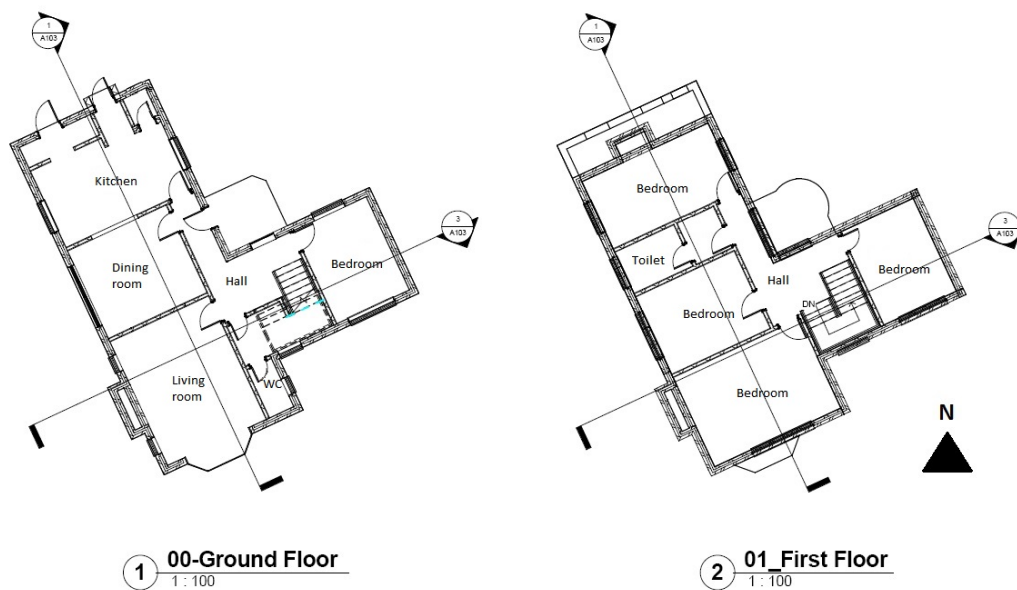 1
A103
Kitchen
3
A103
Dining
room
Hall
Bedroom
Living
room
WC
1
00-Ground Floor
1 : 100
1
A103
Bedroom
3
A103
Toilet
Hall
Bedroom
DN
Bedroom
Bedroom
N
2
01_First Floor
1 : 100